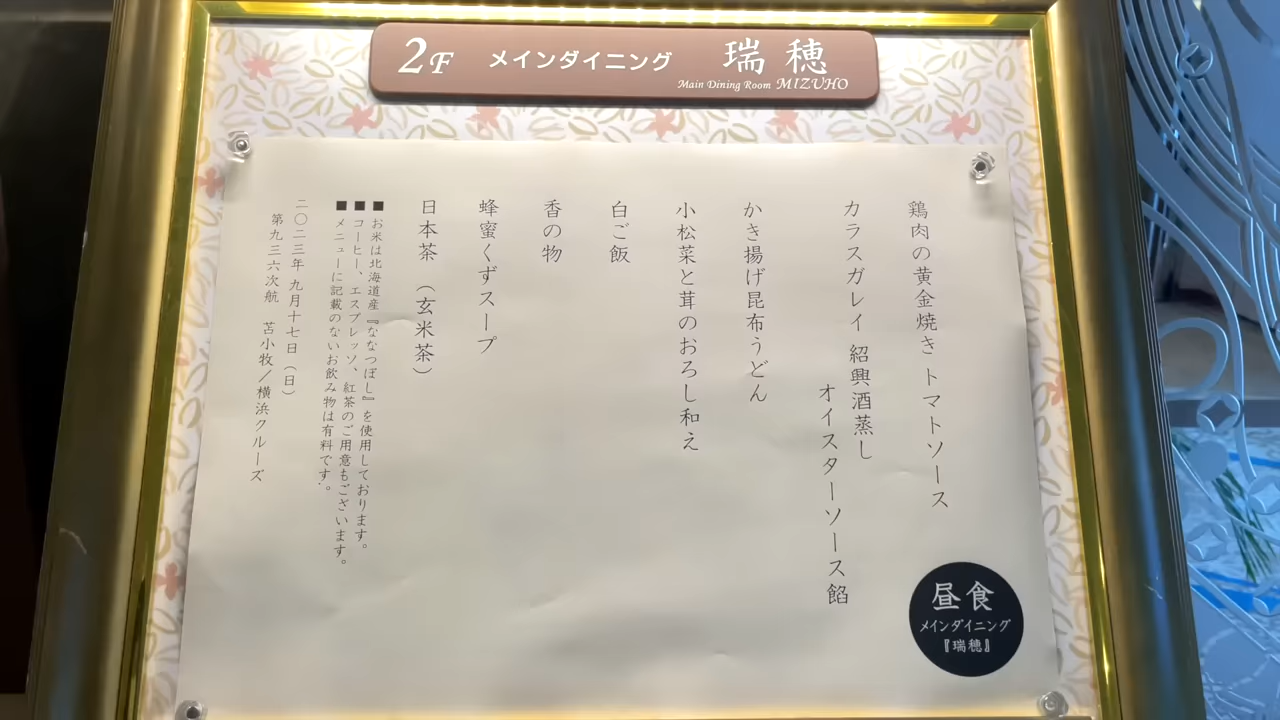 2F メインダイニング 瑞穂
Main Dining Room MIZUHO
鶏肉の黄金焼き トマトソース
カラスガレイ 紹興酒蒸し
オイスターソース餡
かき揚げ昆布うどん
小松菜と茸のおろし和え
白ご飯
香の物
蜂蜜くずスープ
日本茶 (玄米茶)
■お米は北海道産『ななつぼし』を使用しております。
■コーヒー、エスプレッソ、紅茶のご用意もございます。
■メニューに記載のないお飲み物は有料です。
二〇二三年 九月十七日(日)
第九三六次航 苫小牧/横浜クルーズ
昼食
メインダイニング
『瑞穂』